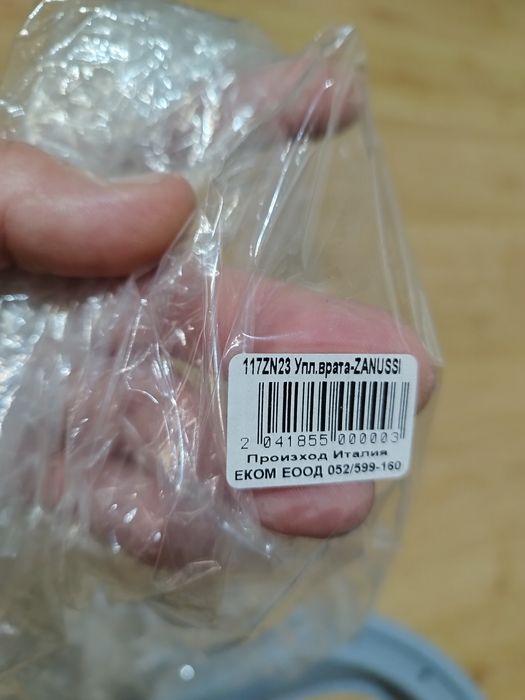 117ZN23 Упл.врата-ZANUSSI
2 041855 000003
Произход Италия
ЕКОМ ЕООД 052/599-160